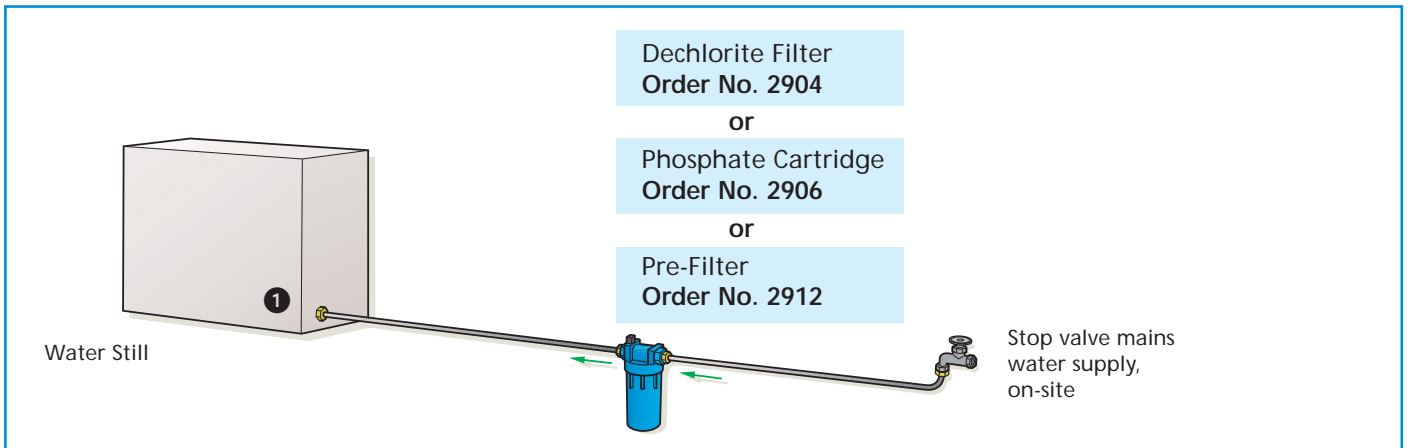 Dechlorite Filter
Order No. 2904
or
Phosphate Cartridge
Order No. 2906
or
Pre-Filter
Order No. 2912
1
Water Still
Stop valve mains
water supply,
on-site